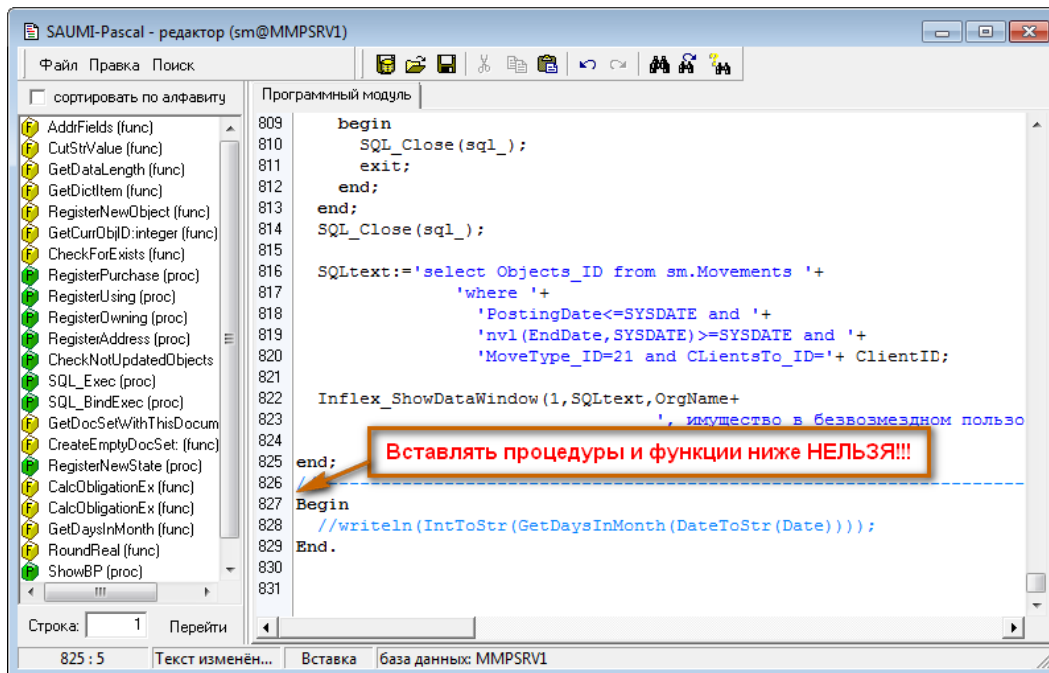 SAUMI-Pascal - редактор (sm@MMPSRV1)
Файл Правка Поиск
сортировать по алфавиту
Программный модуль
AddrFields (func)
CutStrValue (func)
GetDataLength (func)
GetDictItem (func)
RegisterNewObject (func)
GetCurrObjID:integer (func)
CheckForExists (func)
RegisterPurchase (proc)
RegisterUsing (proc)
RegisterOwning (proc)
RegisterAddress (proc)
CheckNotUpdatedObjects
SQL_Exec (proc)
SQL_BindExec (proc)
GetDocSetWithThisDocum
CreateEmptyDocSet: (func)
RegisterNewState (proc)
CalcObligationEx (func)
CalcObligationEx (func)
GetDaysInMonth (func)
RoundReal (func)
ShowBP (proc)
809 begin
810 SQL_Close(sql_);
811 exit;
812 end;
813 end;
814 SQL_Close(sql_);
815
816 SQLtext:='select Objects_ID from sm.Movements '+
817 'where '+
818 'PostingDate<=SYSDATE and '+
819 'nvl(EndDate,SYSDATE)>=SYSDATE and '+
820 'MoveType_ID=21 and CLientsTo_ID='+ ClientID;
821
822 Inflex_ShowDataWindow(1,SQLtext,OrgName+
823 ', имущество в безвозмездном пользо
824
Вставлять процедуры и функции ниже НЕЛЬЗЯ!!!
825 end;
826 //----------------------------------------------------------------------
827 Begin
828 //writeln(IntToStr(GetDaysInMonth(DateToStr(Date))));
829 End.
830
831
Строка: 1 Перейти
825 : 5 Текст изменён... Вставка база данных: MMPSRV1